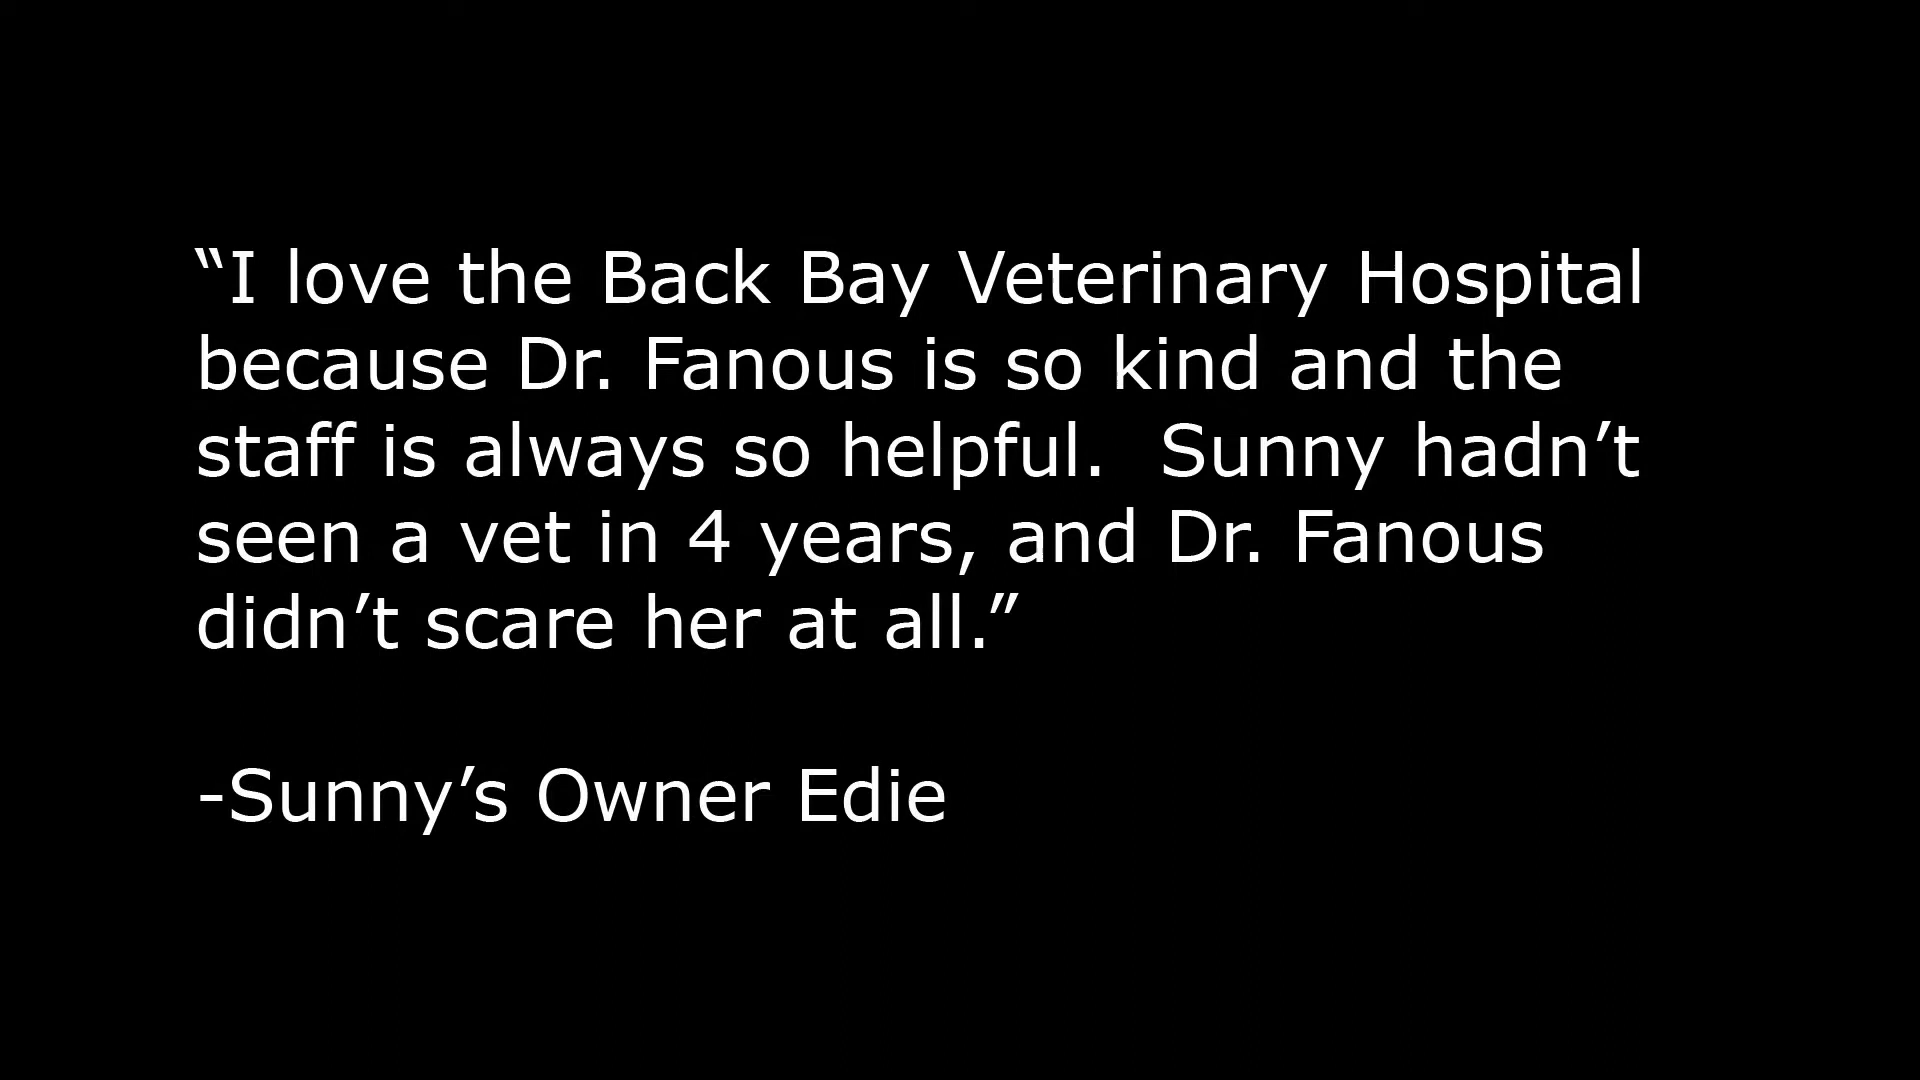 “I love the Back Bay Veterinary Hospital
because Dr. Fanous is so kind and the
staff is always so helpful.  Sunny hadn’t
seen a vet in 4 years, and Dr. Fanous
didn’t scare her at all.”
-Sunny’s Owner Edie